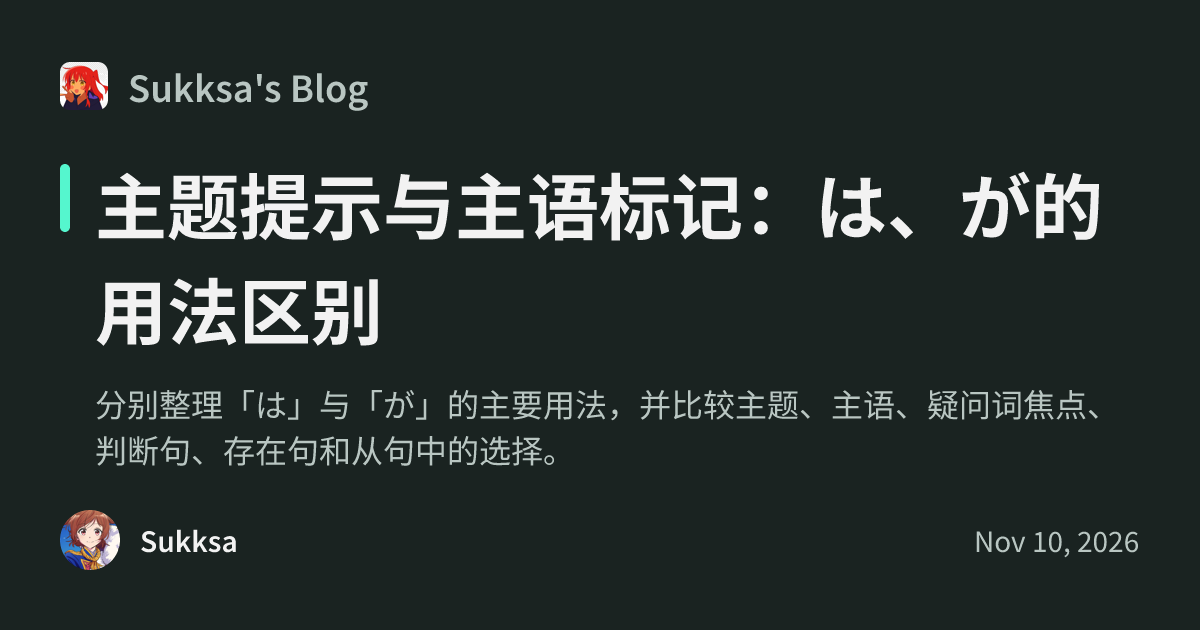 Sukksa's Blog
主题提示与主语标记：は、が的
用法区别
分别整理「は」与「が」的主要用法，并比较主题、主语、疑问词焦点、
判断句、存在句和从句中的选择。
Sukksa
Nov 10, 2026